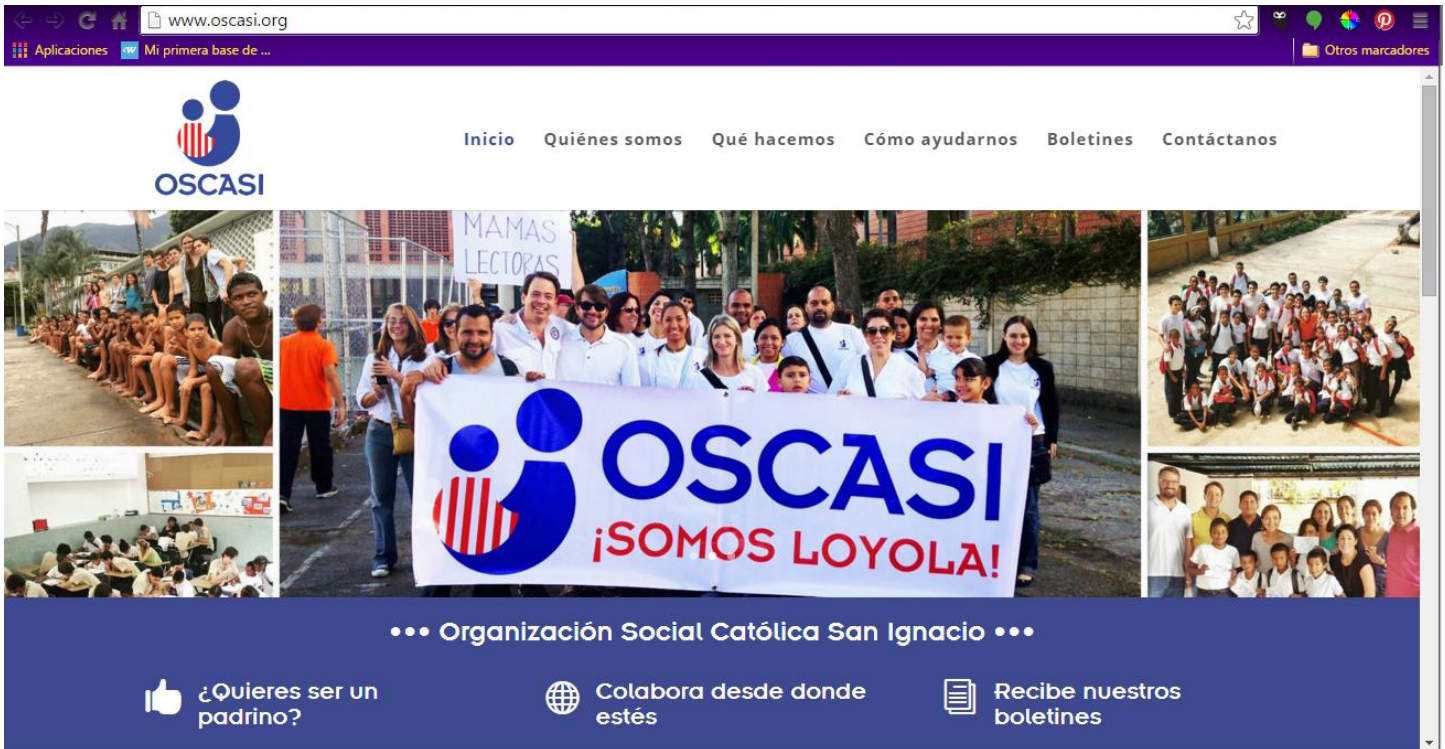 www.oscasi.org
Aplicaciones
Mi primera base de ...
Otros marcadores
OSCASI
Inicio
Quiénes somos
Qué hacemos
Cómo ayudarnos
Boletines
Contáctanos
MAMAS
LECTORAS
OSCASI
¡SOMOS LOYOLA!
••• Organización Social Católica San Ignacio •••
¿Quieres ser un
padrino?
Colabora desde donde
estés
Recibe nuestros
boletines